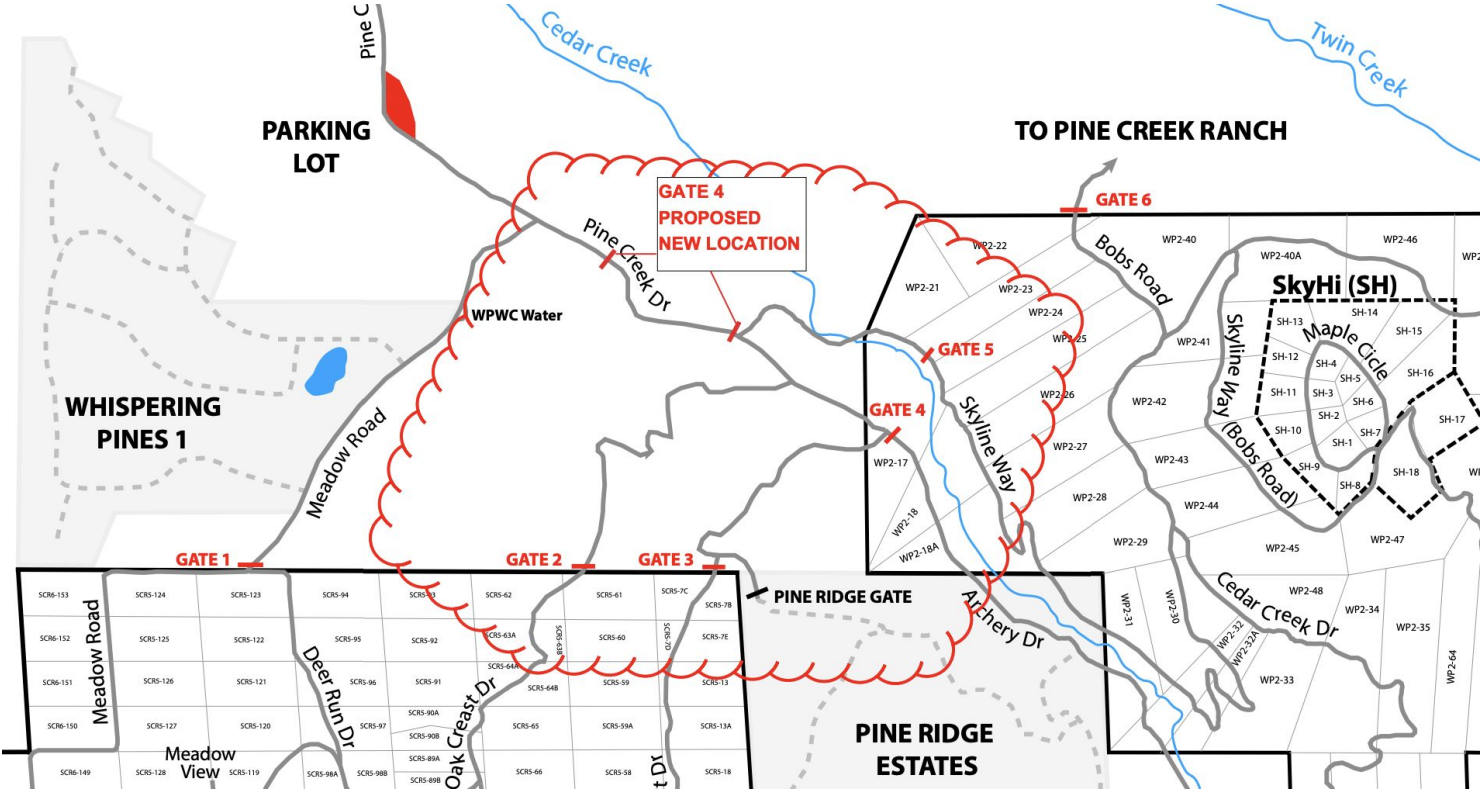 Pine C
Cedar Creek
Twin Creek
PARKING
LOT
TO PINE CREEK RANCH
GATE 4
PROPOSED
NEW LOCATION
GATE 6
Pine Creek Dr
Bobs Road
WP2-22
WP2-21
WP2-23
WP2-24
WP2-25
WP2-26
WP2-27
WP2-28
WP2-29
WP2-40
WP2-40A
WP2-46
WP2
SkyHi (SH)
SH-14
SH-13
SH-15
Maple Cicle
SH-12
SH-4
SH-5
SH-16
SH-11
SH-3
SH-6
SH-2
SH-17
SH-10
SH-1
SH-7
SH-9
SH-18
SH-8
WP2-41
WP2-42
WP2-43
WP2-44
WP2-45
WP2-47
Skyline Way (Bobs Road)
WPWC Water
GATE 5
GATE 4
Skyline Way
WP2-17
WP2-18
WP2-18A
WHISPERING
PINES 1
Meadow Road
GATE 1
GATE 2
GATE 3
PINE RIDGE GATE
Archery Dr
PINE RIDGE
ESTATES
Cedar Creek Dr
WP2-31
WP2-30
WP2-32
WP2-32A
WP2-33
WP2-48
WP2-34
WP2-35
WP2-64
SCR6-153
SCR5-124
SCR5-123
SCR5-94
SCR5-93
SCR5-62
SCR5-61
SCR5-7C
SCR5-7B
SCR6-152
SCR5-125
SCR5-122
SCR5-95
SCR5-92
SCR5-63A
SCR5-63B
SCR5-60
SCR5-7D
SCR5-7E
SCR6-151
SCR5-126
SCR5-121
SCR5-96
SCR5-91
SCR5-64A
SCR5-64B
SCR5-59
SCR5-13
SCR6-150
SCR5-127
SCR5-120
SCR5-97
SCR5-90A
SCR5-90B
SCR5-65
SCR5-59A
SCR5-13A
SCR6-149
SCR5-128
SCR5-119
SCR5-98A
SCR5-98B
SCR5-89A
SCR5-89B
SCR5-66
SCR5-58
SCR5-18
Meadow Road
Deer Run Dr
Oak Creast Dr
t Dr
Meadow
View